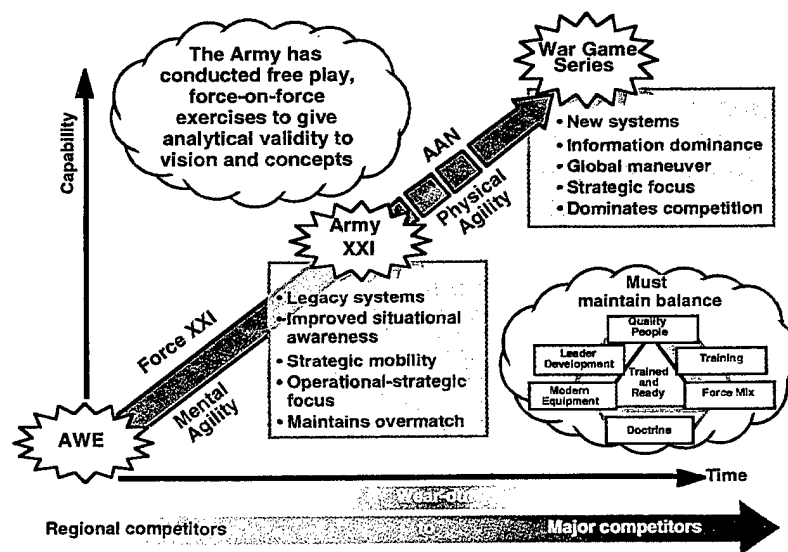 The Army has
conducted free play,
force-on-force
exercises to give
analytical validity to
vision and concepts
War Game
Series
• New systems
• Information dominance
• Global maneuver
• Strategic focus
• Dominates competition
Capability
AAN
Physical
Agility
Army
XXI
• Legacy systems
• Improved situational
awareness
• Strategic mobility
• Operational-strategic
focus
• Maintains overmatch
Force XXI
Mental
Agility
AWE
Must
maintain balance
Quality
People
Leader
Development
Training
Trained
and
Ready
Modern
Equipment
Force Mix
Doctrine
Time
Regional competitors
to
Major competitors